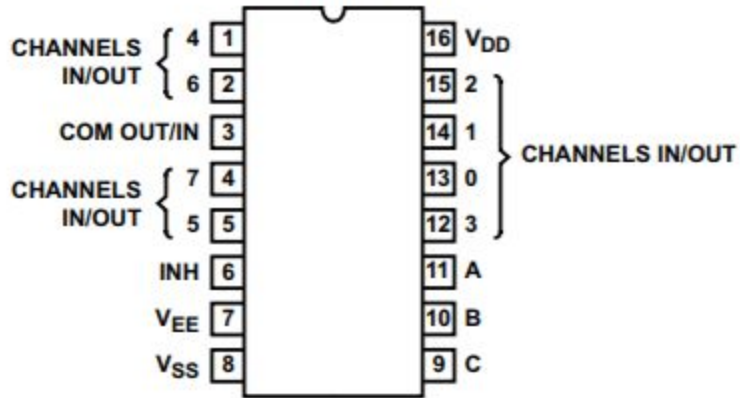 CHANNELS
IN/OUT
4 1
6 2
COM OUT/IN 3
CHANNELS
IN/OUT
7 4
5 5
INH 6
VEE 7
VSS 8
16 VDD
15 2
14 1
13 0
12 3
CHANNELS IN/OUT
11 A
10 B
9 C